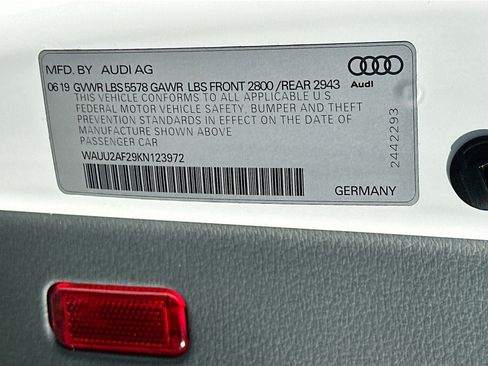 MFD. BY AUDI AG
Audi
06 19 GVWR LBS 5578 GAWR LBS FRONT 2800 /REAR 2943
THIS VEHICLE CONFORMS TO ALL APPLICABLE U S
FEDERAL MOTOR VEHICLE SAFETY, BUMPER AND THEFT
PREVENTION STANDARDS IN EFFECT ON THE DATE OF
MANUFACTURE SHOWN ABOVE.
PASSENGER CAR
WAUU2AF29KN123972
GERMANY
2442293